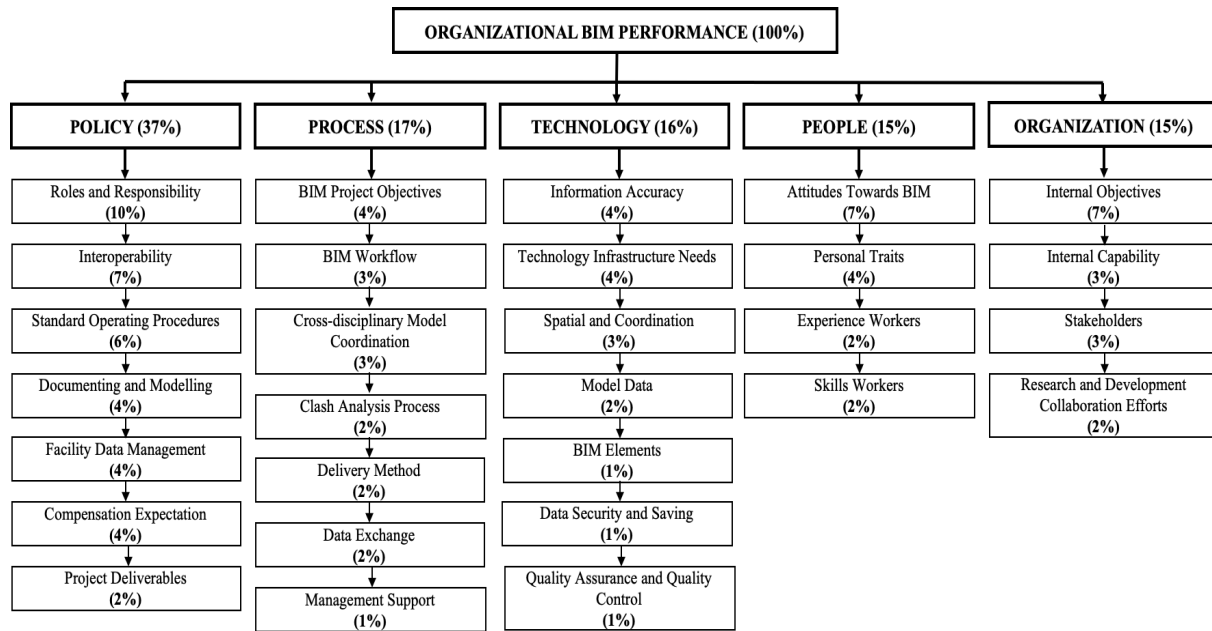 ORGANIZATIONAL BIM PERFORMANCE (100%)
POLICY (37%)
Roles and Responsibility
(10%)
Interoperability
(7%)
Standard Operating Procedures
(6%)
Documenting and Modelling
(4%)
Facility Data Management
(4%)
Compensation Expectation
(4%)
Project Deliverables
(2%)
PROCESS (17%)
BIM Project Objectives
(4%)
BIM Workflow
(3%)
Cross-disciplinary Model
Coordination
(3%)
Clash Analysis Process
(2%)
Delivery Method
(2%)
Data Exchange
(2%)
Management Support
(1%)
TECHNOLOGY (16%)
Information Accuracy
(4%)
Technology Infrastructure Needs
(4%)
Spatial and Coordination
(3%)
Model Data
(2%)
BIM Elements
(1%)
Data Security and Saving
(1%)
Quality Assurance and Quality
Control
(1%)
PEOPLE (15%)
Attitudes Towards BIM
(7%)
Personal Traits
(4%)
Experience Workers
(2%)
Skills Workers
(2%)
ORGANIZATION (15%)
Internal Objectives
(7%)
Internal Capability
(3%)
Stakeholders
(3%)
Research and Development
Collaboration Efforts
(2%)